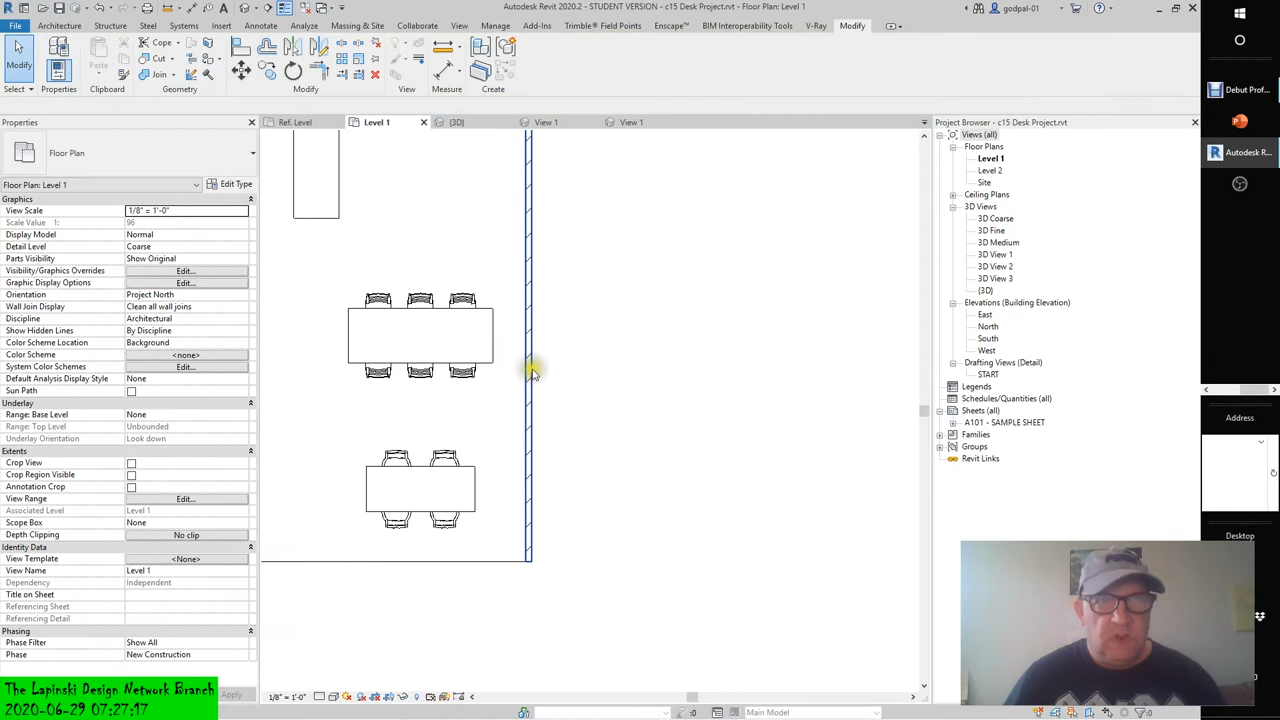 Autodesk Revit 2020.2 - STUDENT VERSION - c15 Desk Project.rvt - Floor Plan: Level 1
godpal-01
File
Architecture
Structure
Steel
Systems
Insert
Annotate
Analyze
Massing & Site
Collaborate
View
Manage
Add-Ins
Trimble® Field Points
Enscape™
BIM Interoperability Tools
V-Ray
Modify
Modify
Properties
Paste
Cope
Cut
Join
Select
Properties
Clipboard
Geometry
Modify
View
Measure
Create
Properties
Ref. Level
Level 1
{3D}
View 1
View 1
Project Browser - c15 Desk Project.rvt
Floor Plan
Floor Plan: Level 1
Edit Type
Graphics
View Scale 1/8" = 1'-0"
Scale Value 1: 96
Display Model Normal
Detail Level Coarse
Parts Visibility Show Original
Visibility/Graphics Overrides Edit...
Graphic Display Options Edit...
Orientation Project North
Wall Join Display Clean all wall joins
Discipline Architectural
Show Hidden Lines By Discipline
Color Scheme Location Background
Color Scheme <none>
System Color Schemes Edit...
Default Analysis Display Style None
Sun Path
Underlay
Range: Base Level None
Range: Top Level Unbounded
Underlay Orientation Look down
Extents
Crop View
Crop Region Visible
Annotation Crop
View Range Edit...
Associated Level Level 1
Scope Box None
Depth Clipping No clip
Identity Data
View Template <None>
View Name Level 1
Dependency Independent
Title on Sheet
Referencing Sheet
Referencing Detail
Phasing
Phase Filter Show All
Phase New Construction
Apply
The Lapinski Design Network Branch
2020-06-29 07:27:17
1/8" = 1'-0"
:0
Main Model
:0
Views (all)
Floor Plans
Level 1
Level 2
Site
Ceiling Plans
3D Views
3D Coarse
3D Fine
3D Medium
3D View 1
3D View 2
3D View 3
{3D}
Elevations (Building Elevation)
East
North
South
West
Drafting Views (Detail)
START
Legends
Schedules/Quantities (all)
Sheets (all)
A101 - SAMPLE SHEET
Families
Groups
Revit Links
Debut Prof...
Autodesk R...
Address
Desktop